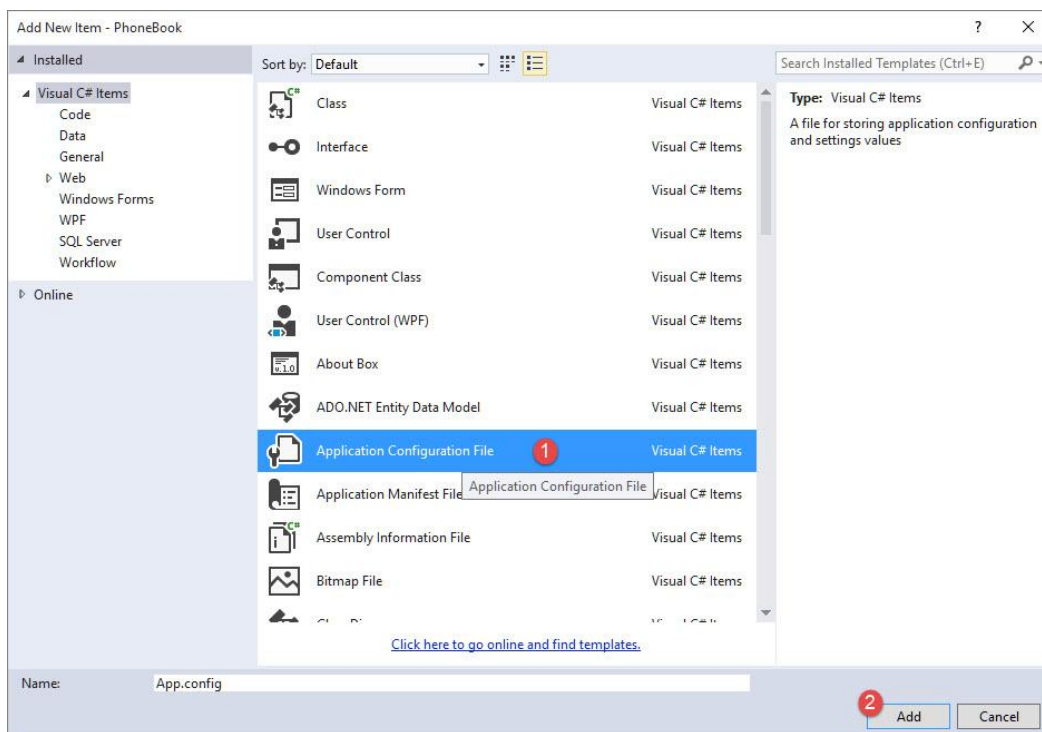 Add New Item - PhoneBook
?
Installed
Sort by: Default
Search Installed Templates (Ctrl+E)
Visual C# Items
Code
Data
General
Web
Windows Forms
WPF
SQL Server
Workflow
Online
C#
Class Visual C# Items
Interface Visual C# Items
Windows Form Visual C# Items
User Control Visual C# Items
Component Class Visual C# Items
User Control (WPF) Visual C# Items
v.1.0
About Box Visual C# Items
ADO.NET Entity Data Model Visual C# Items
Application Configuration File 1 Visual C# Items
Application Configuration File
Application Manifest File Visual C# Items
C#
Assembly Information File Visual C# Items
Bitmap File Visual C# Items
Click here to go online and find templates.
Type: Visual C# Items
A file for storing application configuration
and settings values
Name: App.config
2
Add Cancel